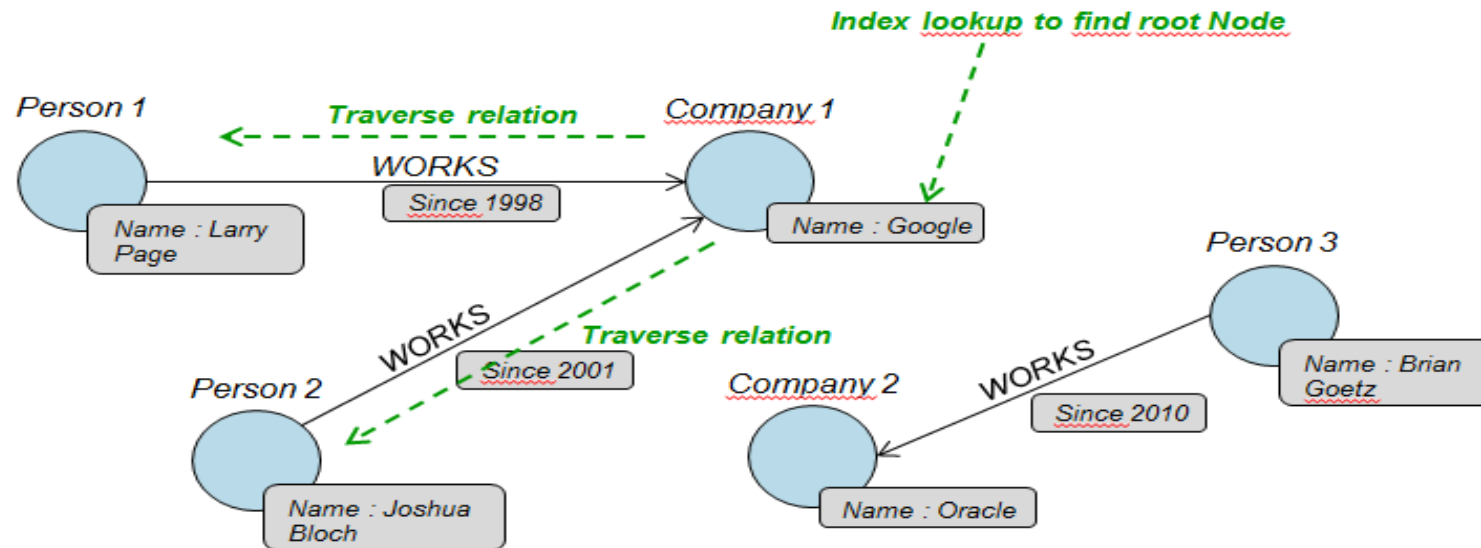 Index lookup to find root Node
Person 1
Traverse relation
Company 1
WORKS
Since 1998
Name : Larry
Page
Name : Google
Person 3
WORKS
Traverse relation
Since 2001
Person 2
Company 2
WORKS
Name : Brian
Goetz
Since 2010
Name : Joshua
Bloch
Name : Oracle